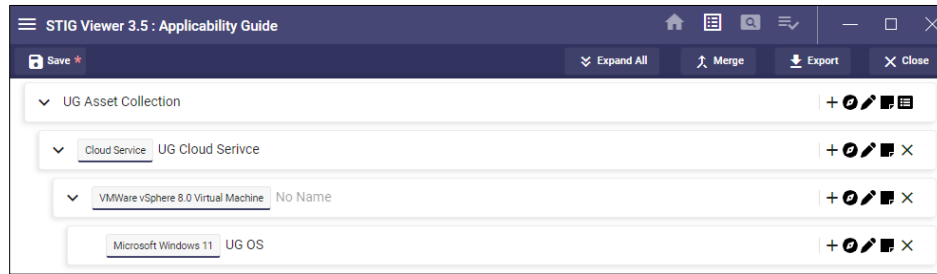 STIG Viewer 3.5 : Applicability Guide
Save * Expand All Merge Export Close
UG Asset Collection
Cloud Service UG Cloud Serivce
VMWare vSphere 8.0 Virtual Machine No Name
Microsoft Windows 11 UG OS